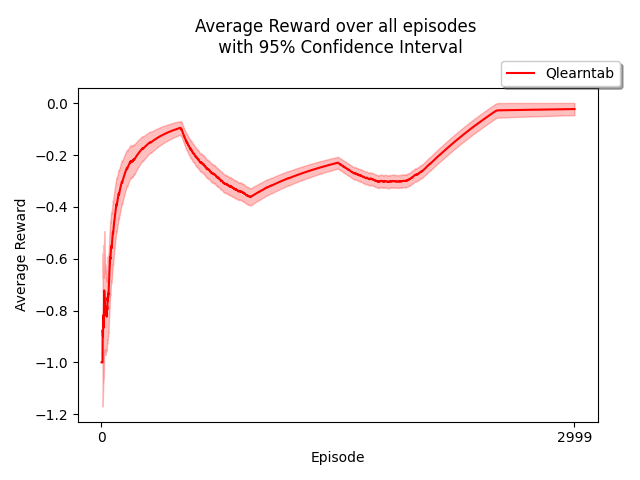 Average Reward over all episodes
with 95% Confidence Interval
Qlearntab
0.0
−0.2
−0.4
−0.6
−0.8
−1.0
−1.2
Average Reward
0
2999
Episode